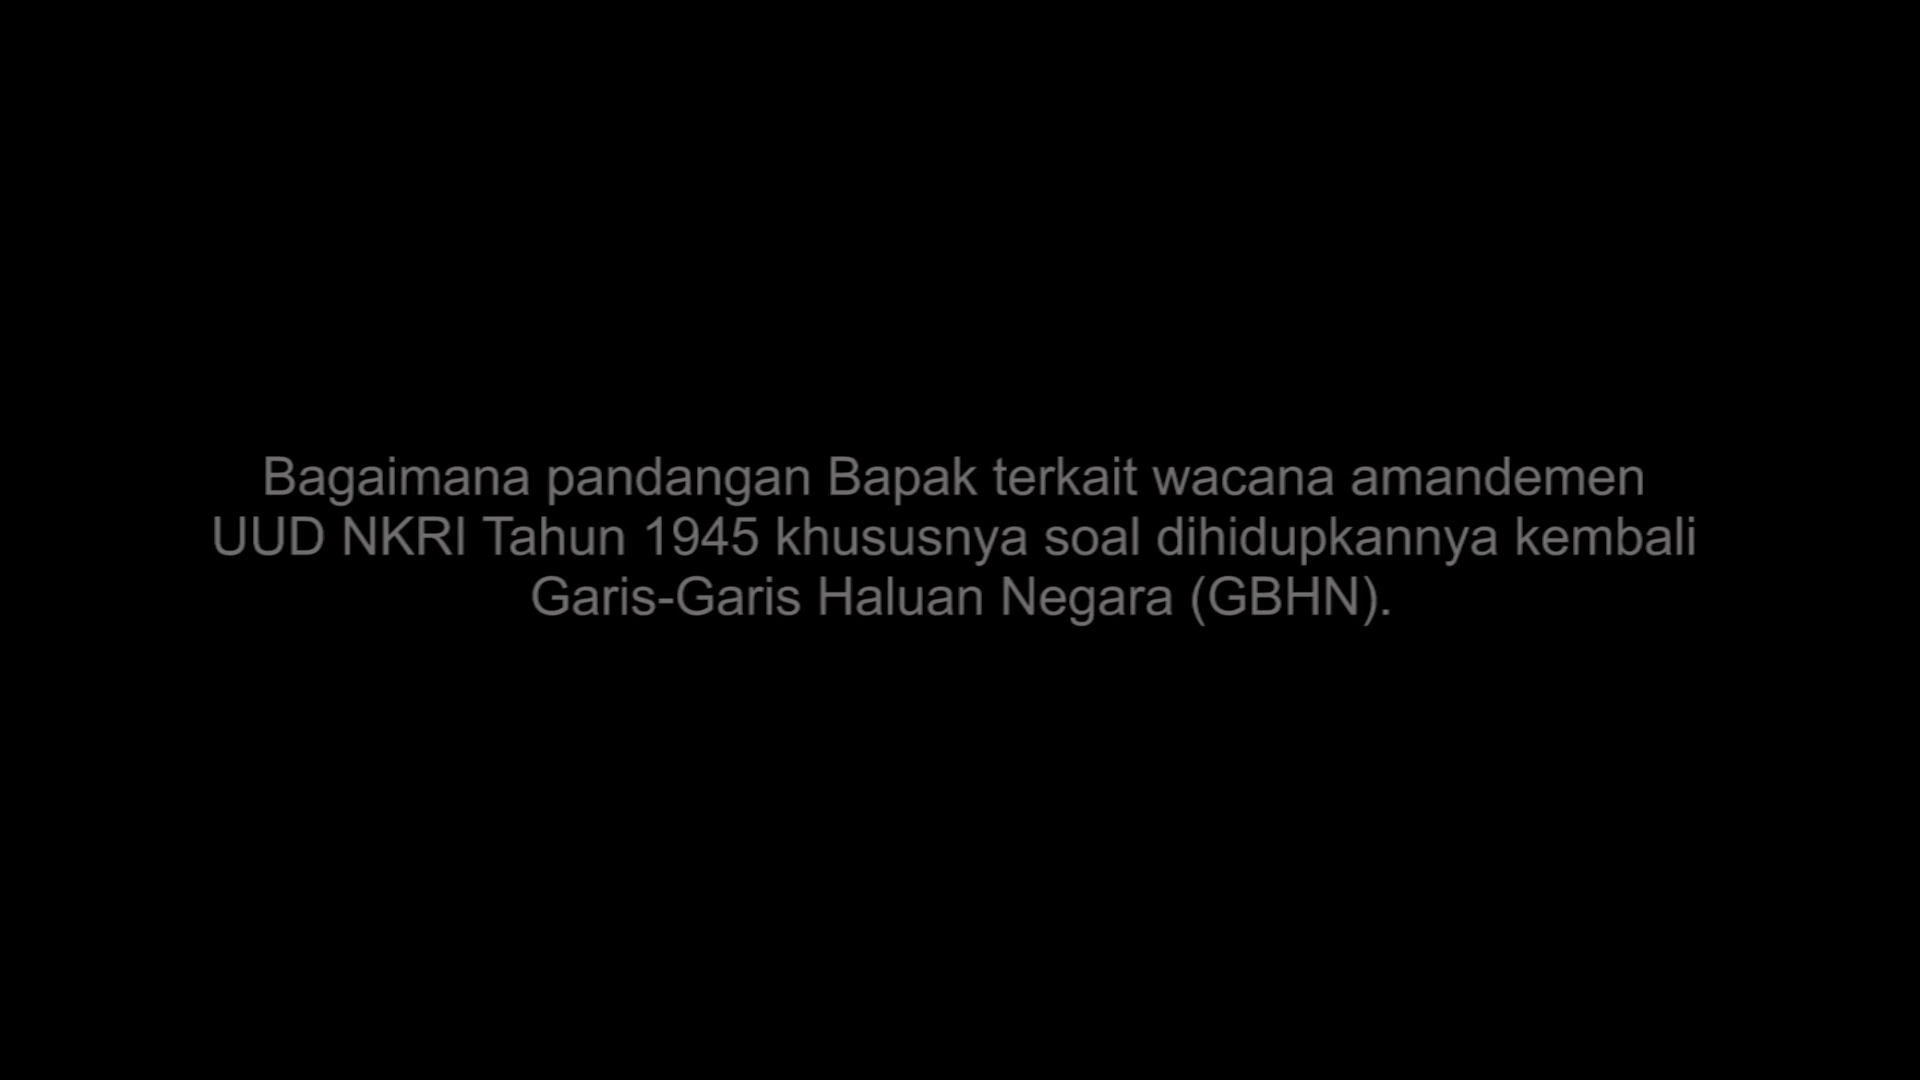 Bagaimana pandangan Bapak terkait wacana amandemen
UUD NKRI Tahun 1945 khususnya soal dihidupkannya kembali
Garis-Garis Haluan Negara (GBHN).